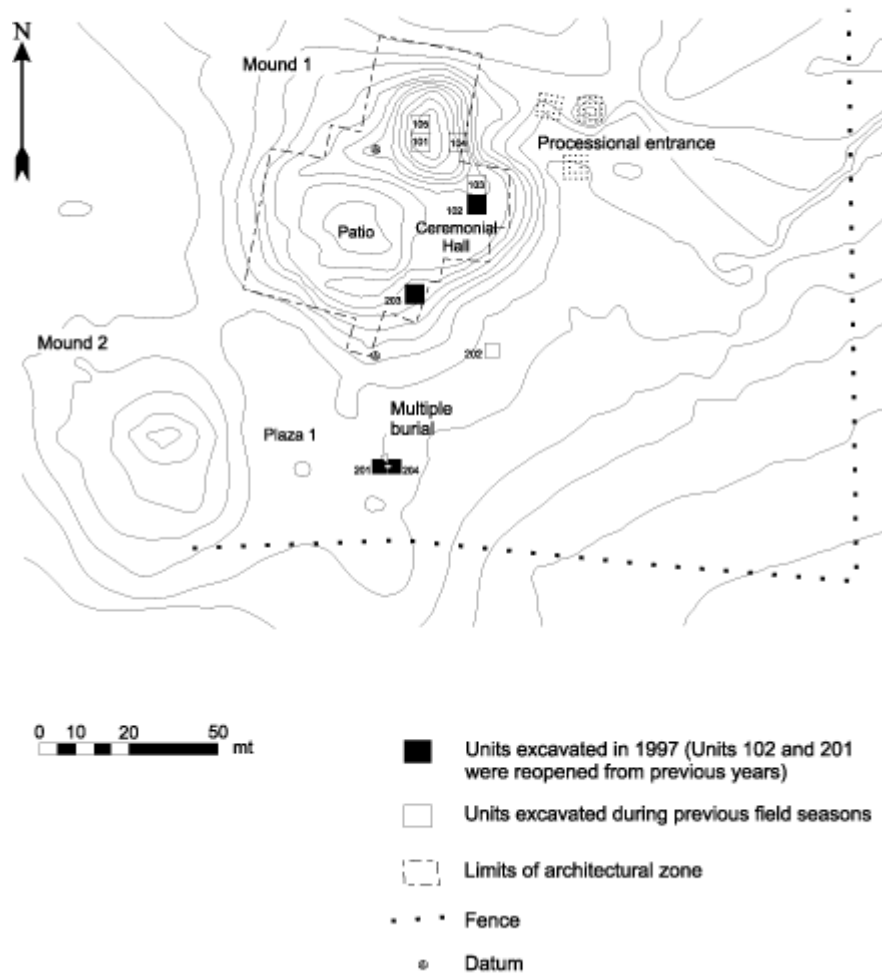 N
Mound 1
105
101
104
Processional entrance
103
102
Patio
Ceremonial
Hall
203
Mound 2
202
Multiple
burial
Plaza 1
201
204
0 10 20 50
mt
Units excavated in 1997 (Units 102 and 201
were reopened from previous years)
Units excavated during previous field seasons
Limits of architectural zone
Fence
Datum